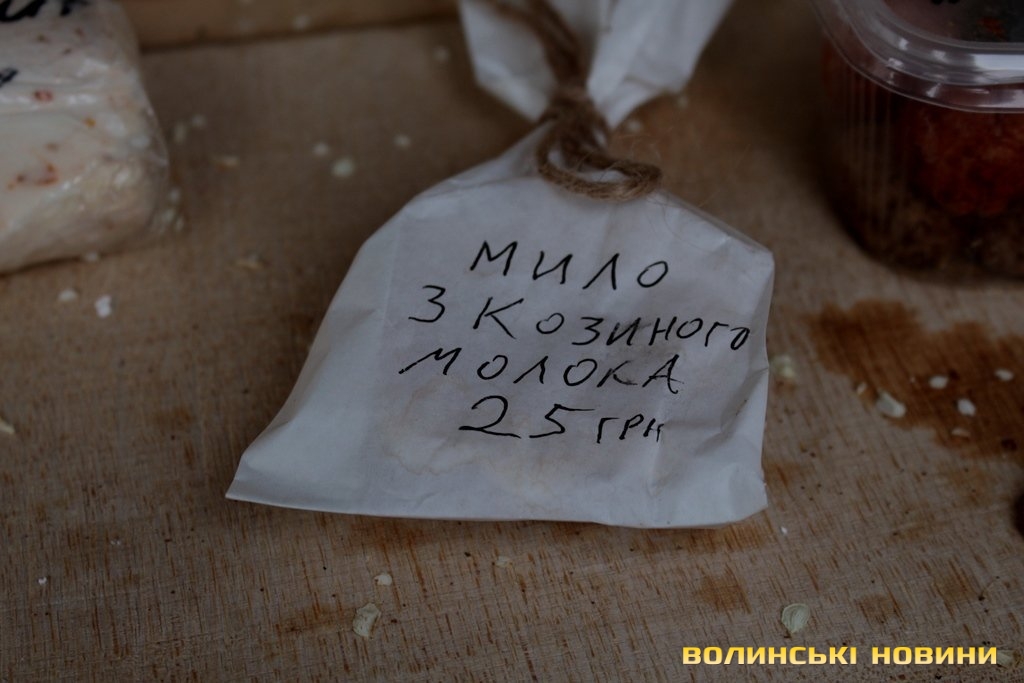 МИЛО
З КОЗИНОГО
МОЛОКА
25 грн
ВОЛИНСЬКІ НОВИНИ